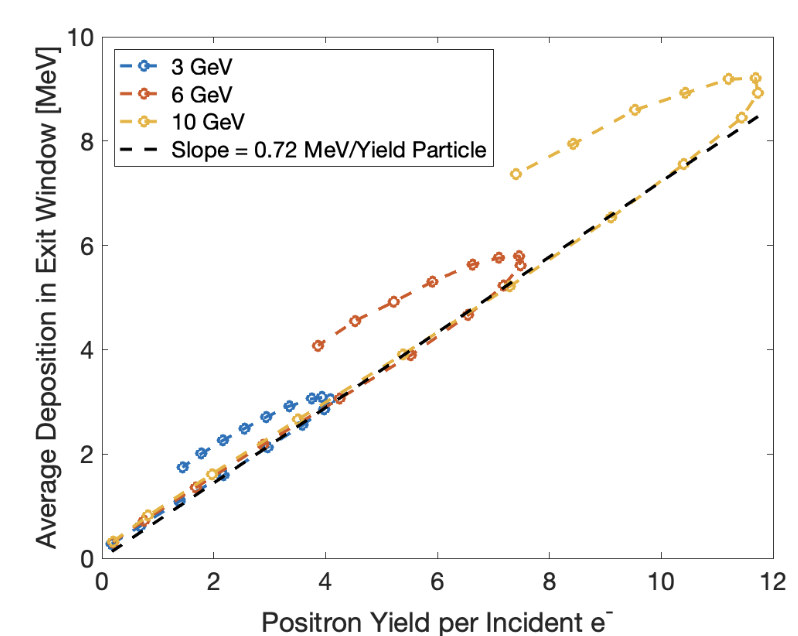 10
8
6
4
2
0
Average Deposition in Exit Window [MeV]
3 GeV
6 GeV
10 GeV
Slope = 0.72 MeV/Yield Particle
0 2 4 6 8 10 12
Positron Yield per Incident e⁻